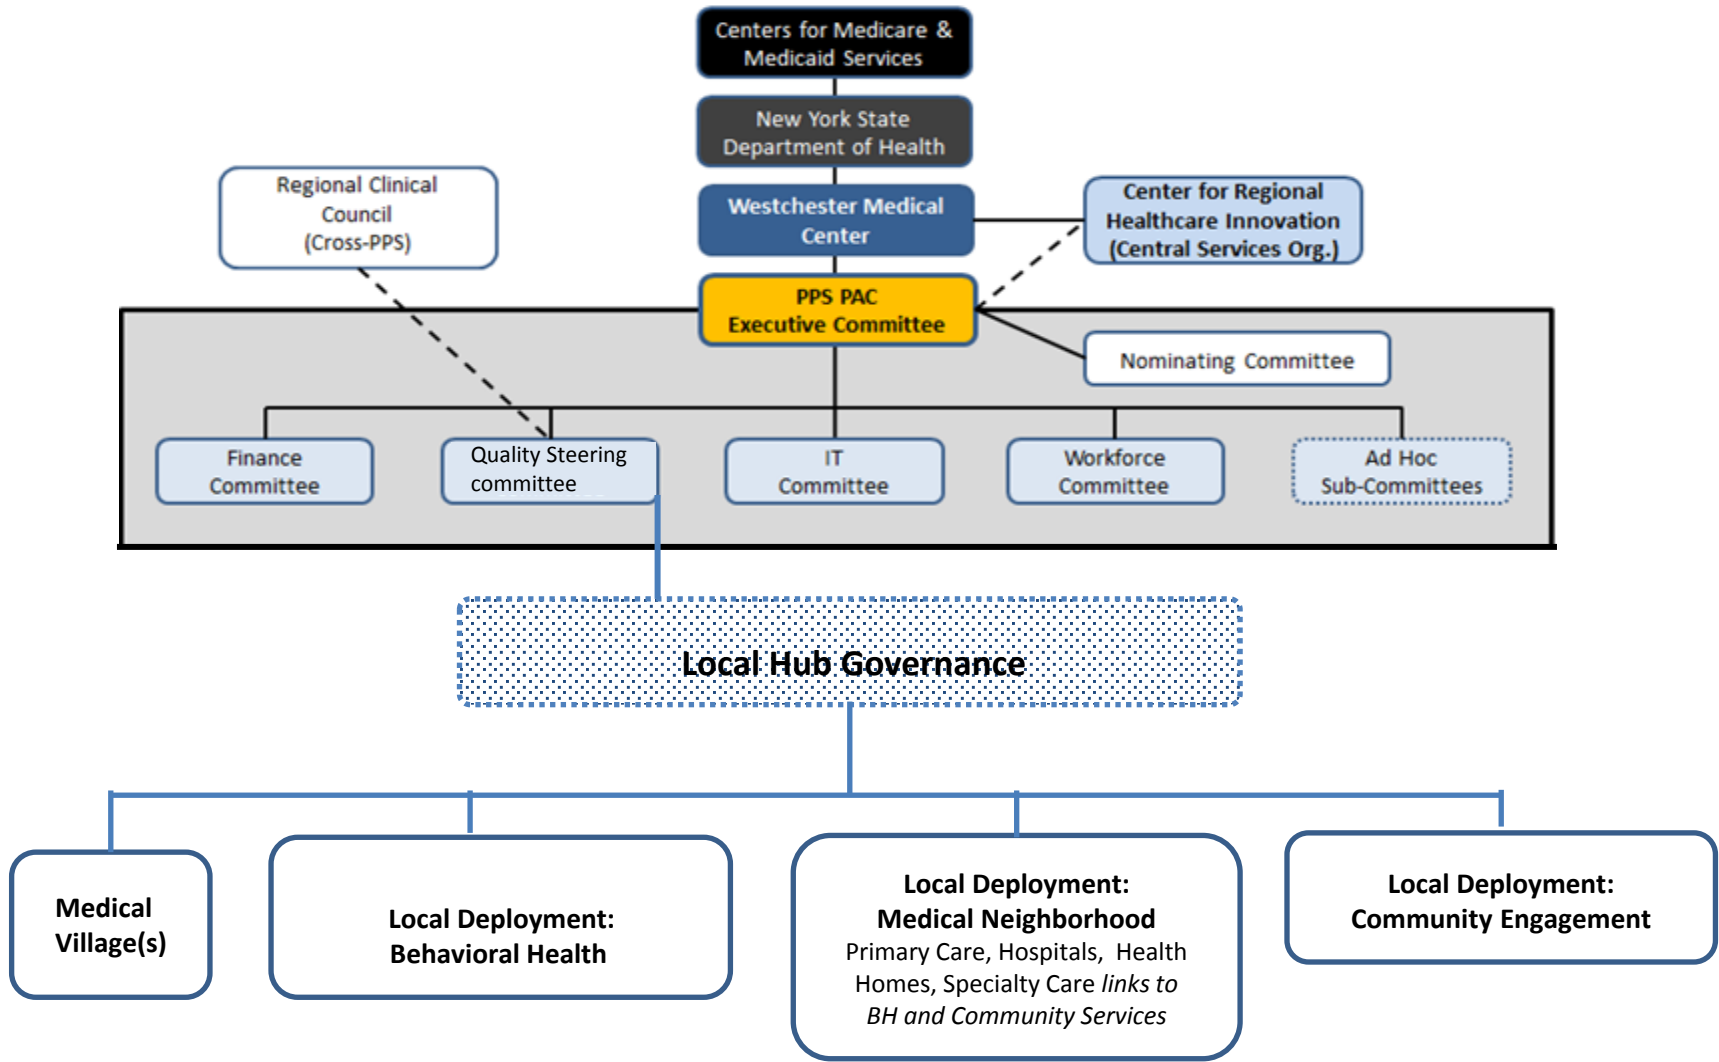 Centers for Medicare &
Medicaid Services
New York State
Department of Health
Regional Clinical
Council
(Cross-PPS)
Westchester Medical
Center
Center for Regional
Healthcare Innovation
(Central Services Org.)
PPS PAC
Executive Committee
Nominating Committee
Finance
Committee
Quality Steering
committee
IT
Committee
Workforce
Committee
Ad Hoc
Sub-Committees
Local Hub Governance
Medical
Village(s)
Local Deployment:
Behavioral Health
Local Deployment:
Medical Neighborhood
Primary Care, Hospitals, Health
Homes, Specialty Care links to
BH and Community Services
Local Deployment:
Community Engagement